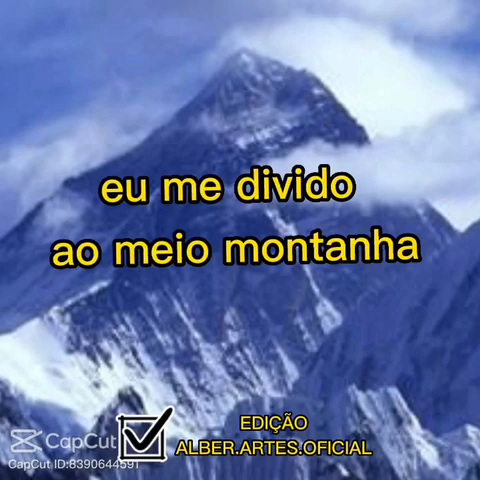 eu me divido
ao meio montanha
EDIÇÃO
ALBER.ARTES.OFICIAL
CapCut
CapCut ID:8390644591